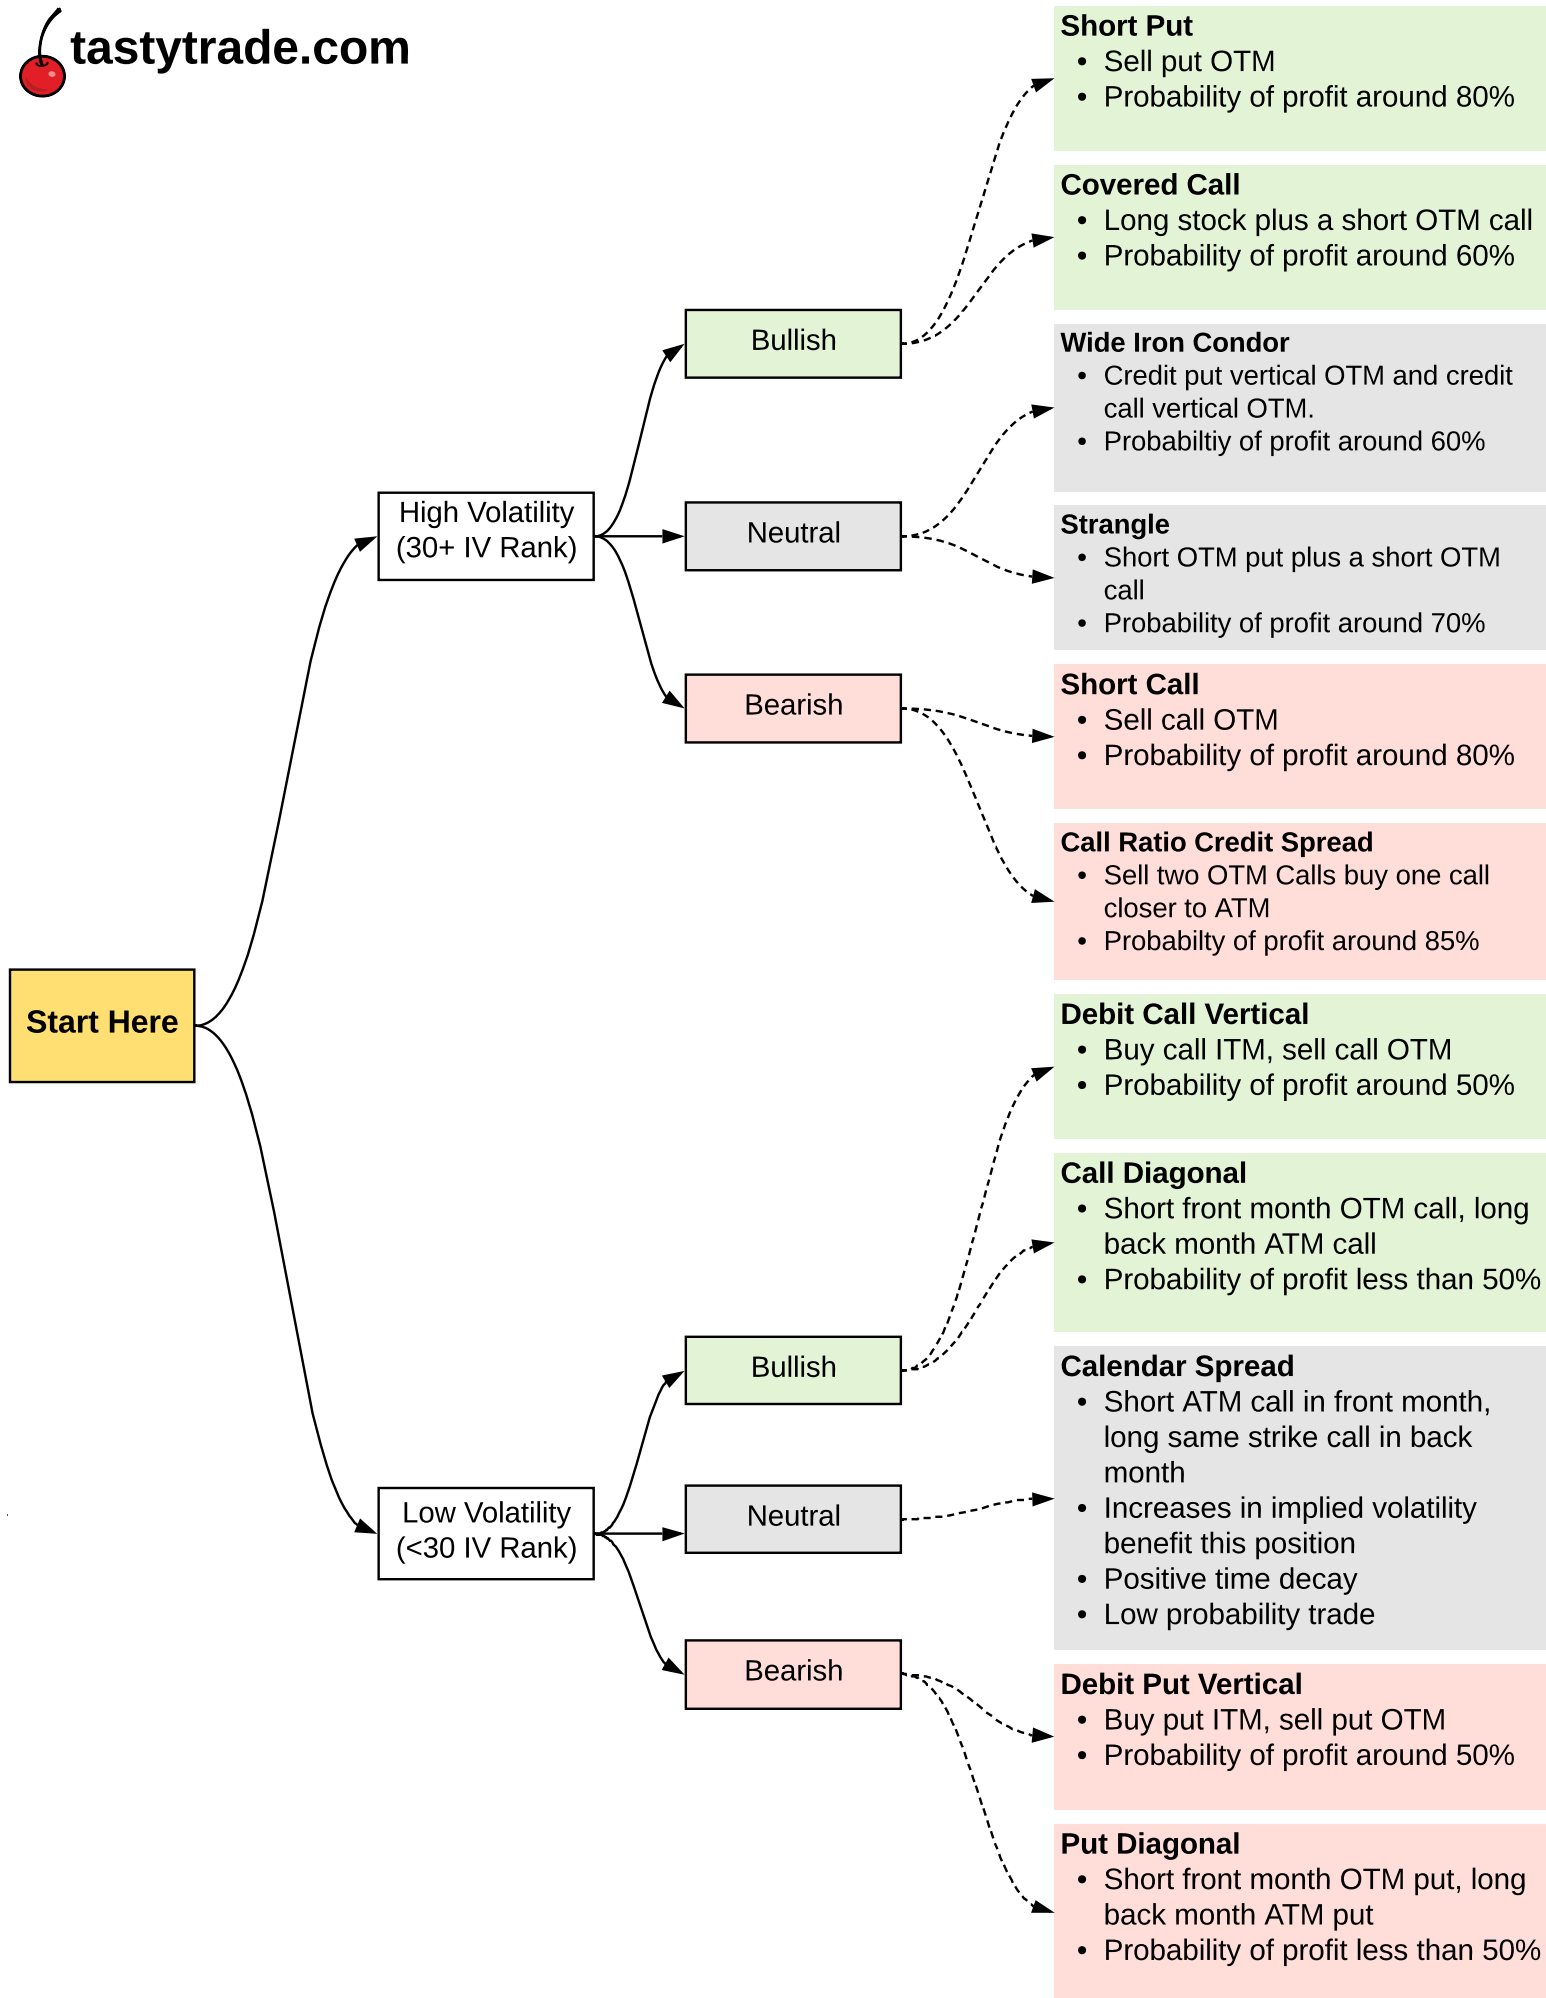 tastytrade.com
Start Here
High Volatility
(30+ IV Rank)
Bullish
Short Put
• Sell put OTM
• Probability of profit around 80%
Covered Call
• Long stock plus a short OTM call
• Probability of profit around 60%
Neutral
Wide Iron Condor
• Credit put vertical OTM and credit
call vertical OTM.
• Probabiltiy of profit around 60%
Strangle
• Short OTM put plus a short OTM
call
• Probability of profit around 70%
Bearish
Short Call
• Sell call OTM
• Probability of profit around 80%
Call Ratio Credit Spread
• Sell two OTM Calls buy one call
closer to ATM
• Probabilty of profit around 85%
Low Volatility
(<30 IV Rank)
Bullish
Debit Call Vertical
• Buy call ITM, sell call OTM
• Probability of profit around 50%
Call Diagonal
• Short front month OTM call, long
back month ATM call
• Probability of profit less than 50%
Neutral
Calendar Spread
• Short ATM call in front month,
long same strike call in back
month
• Increases in implied volatility
benefit this position
• Positive time decay
• Low probability trade
Bearish
Debit Put Vertical
• Buy put ITM, sell put OTM
• Probability of profit around 50%
Put Diagonal
• Short front month OTM put, long
back month ATM put
• Probability of profit less than 50%